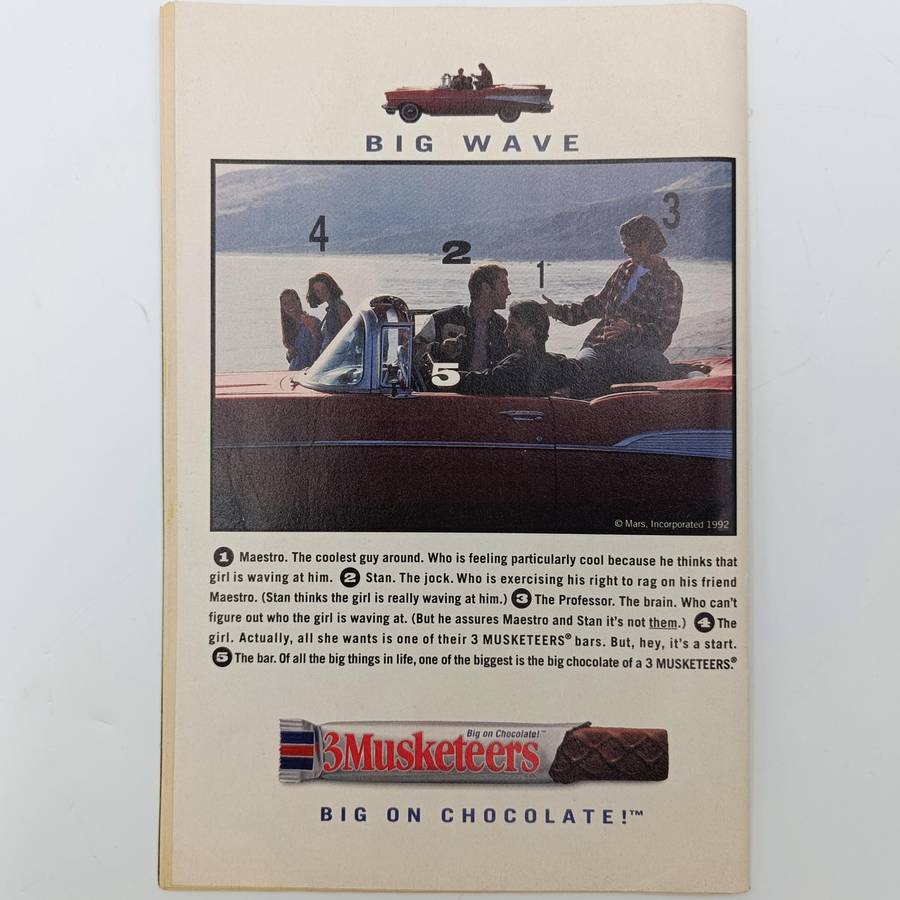 BIG WAVE
4
2
1
3
5
© Mars, Incorporated 1992
1 Maestro. The coolest guy around. Who is feeling particularly cool because he thinks that
girl is waving at him. 2 Stan. The jock. Who is exercising his right to rag on his friend
Maestro. (Stan thinks the girl is really waving at him.) 3 The Professor. The brain. Who can't
figure out who the girl is waving at. (But he assures Maestro and Stan it's not them.) 4 The
girl. Actually, all she wants is one of their 3 MUSKETEERS® bars. But, hey, it's a start.
5 The bar. Of all the big things in life, one of the biggest is the big chocolate of a 3 MUSKETEERS.®
Big on Chocolate!™
3Musketeers
BIG ON CHOCOLATE!™